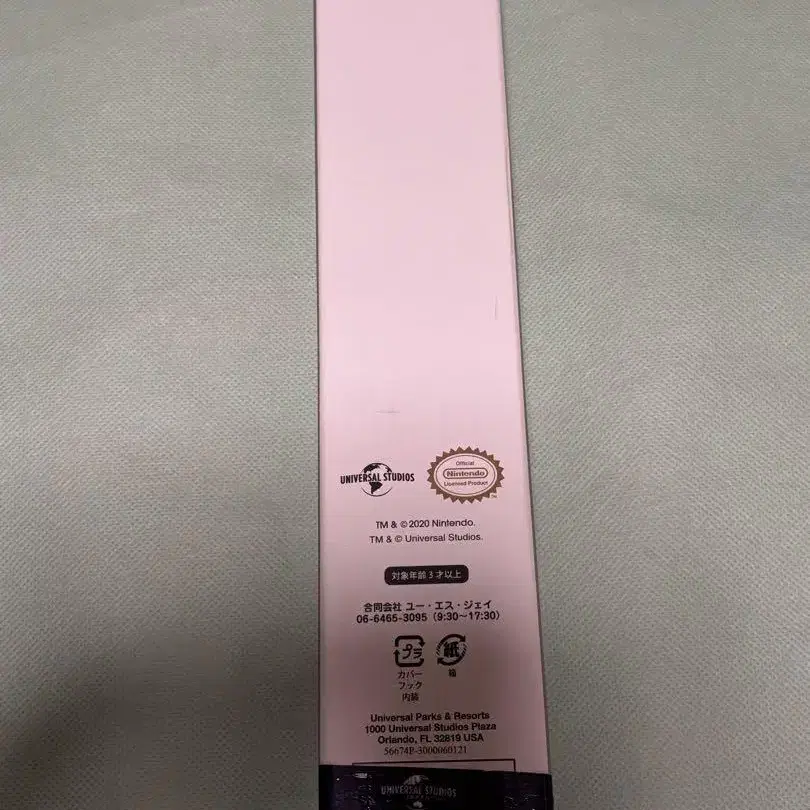 UNIVERSAL STUDIOS
Official
Nintendo
Licensed Product
TM & © 2020 Nintendo.
TM & © Universal Studios.
対象年齢3才以上
合同会社 ユー・エス・ジェイ
06-6465-3095（9:30～17:30）
プラ
紙
カバー
フック
内装
箱
Universal Parks & Resorts
1000 Universal Studios Plaza
Orlando, FL 32819 USA
56674P-3000060121
UNIVERSAL STUDIOS